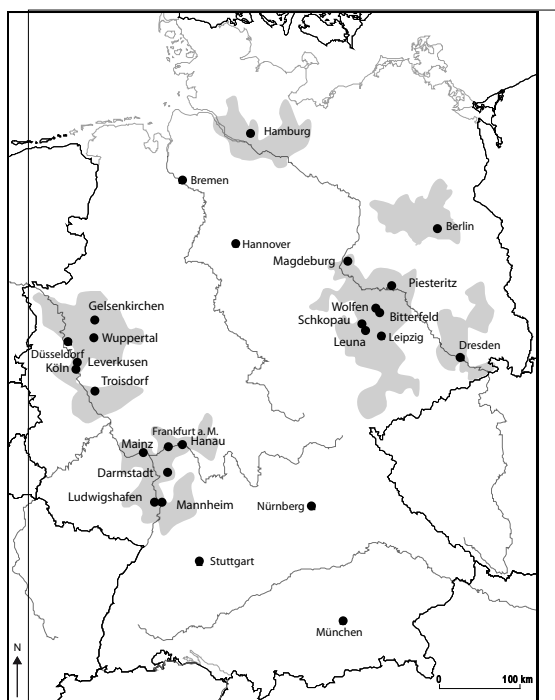 Hamburg
Bremen
Berlin
Hannover
Magdeburg
Piesteritz
Wolfen
Bitterfeld
Schkopau
Leuna
Leipzig
Dresden
Gelsenkirchen
Wuppertal
Düsseldorf
Leverkusen
Köln
Troisdorf
Frankfurt a. M.
Mainz
Hanau
Darmstadt
Ludwigshafen
Mannheim
Nürnberg
Stuttgart
München
N
0 100 km